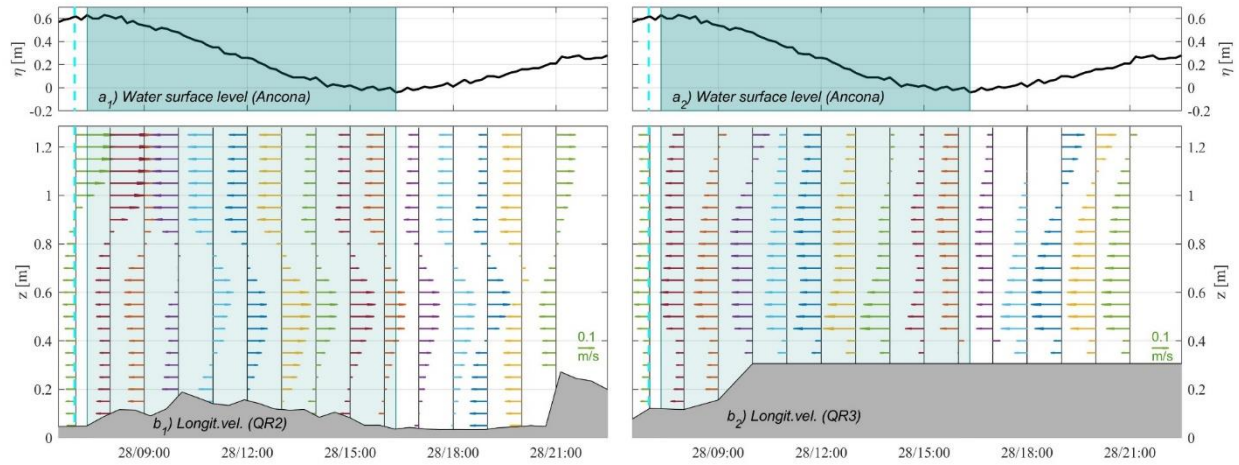 0.6
0.4
0.2
0
-0.2
η [m]
a1) Water surface level (Ancona)
a2) Water surface level (Ancona)
0.6
0.4
0.2
0
-0.2
η [m]
1.2
1
0.8
0.6
0.4
0.2
0
z [m]
0.1
m/s
b1) Longit.vel. (QR2)
0.1
m/s
b2) Longit.vel. (QR3)
1.2
1
0.8
0.6
0.4
0.2
0
z [m]
28/09:00 28/12:00 28/15:00 28/18:00 28/21:00
28/09:00 28/12:00 28/15:00 28/18:00 28/21:00